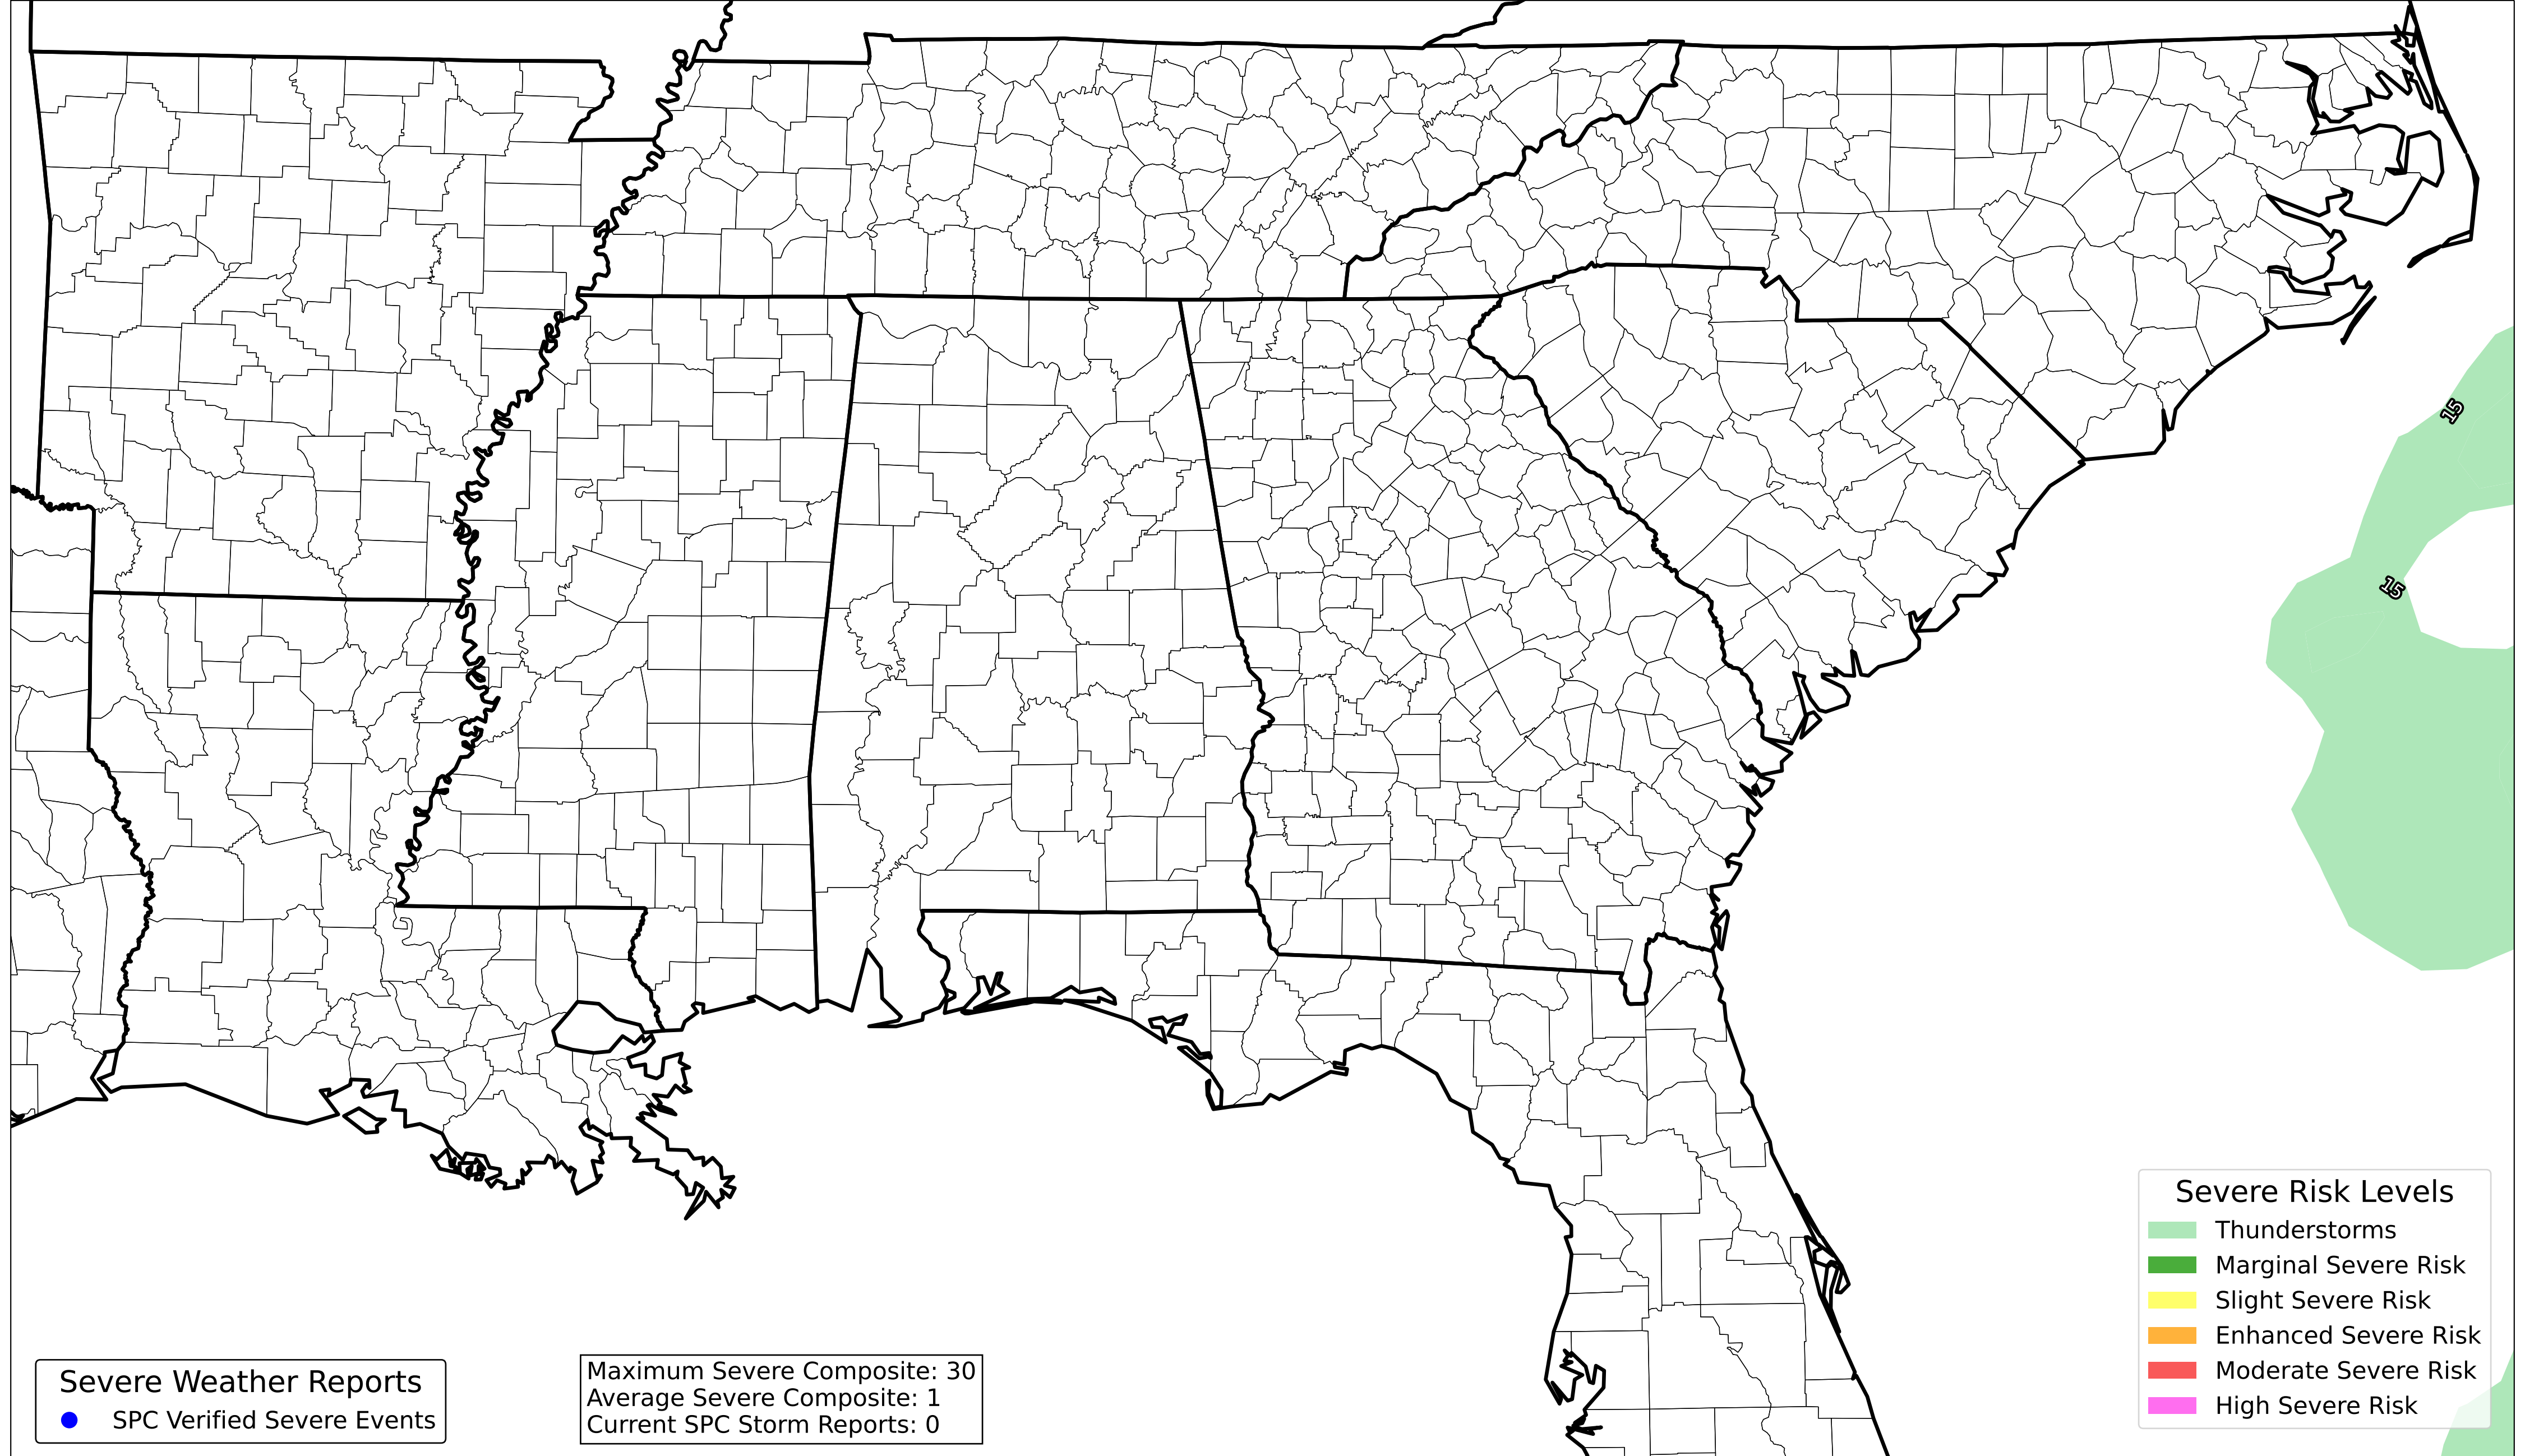 15
15
Severe Risk Levels
Thunderstorms
Marginal Severe Risk
Slight Severe Risk
Enhanced Severe Risk
Moderate Severe Risk
High Severe Risk
Severe Weather Reports
SPC Verified Severe Events
Maximum Severe Composite: 30
Average Severe Composite: 1
Current SPC Storm Reports: 0